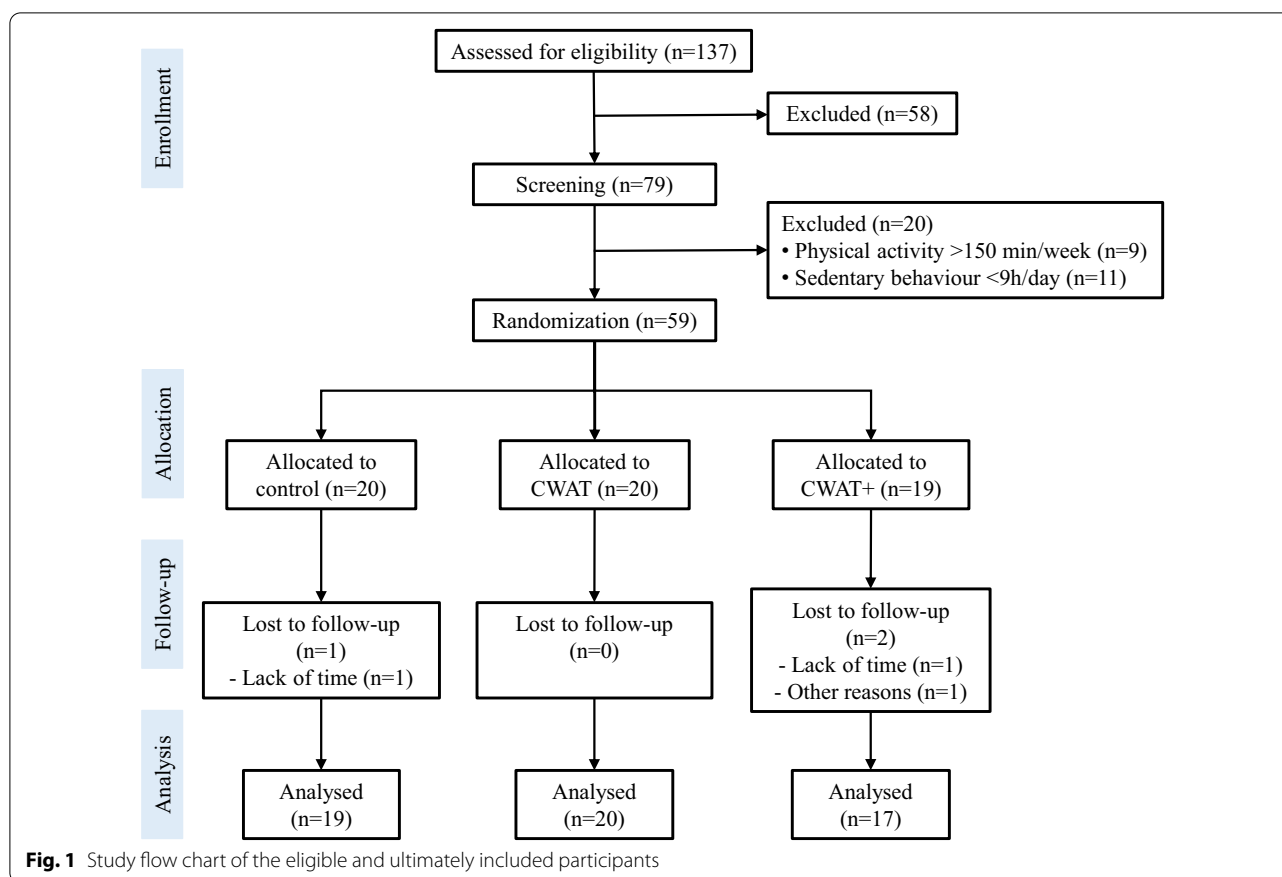 Enrollment
Assessed for eligibility (n=137)
Excluded (n=58)
Screening (n=79)
Excluded (n=20)
• Physical activity >150 min/week (n=9)
• Sedentary behaviour <9h/day (n=11)
Randomization (n=59)
Allocation
Allocated to
control (n=20)
Allocated to
CWAT (n=20)
Allocated to
CWAT+ (n=19)
Follow-up
Lost to follow-up
(n=1)
- Lack of time (n=1)
Lost to follow-up
(n=0)
Lost to follow-up
(n=2)
- Lack of time (n=1)
- Other reasons (n=1)
Analysis
Analysed
(n=19)
Analysed
(n=20)
Analysed
(n=17)
Fig. 1 Study flow chart of the eligible and ultimately included participants